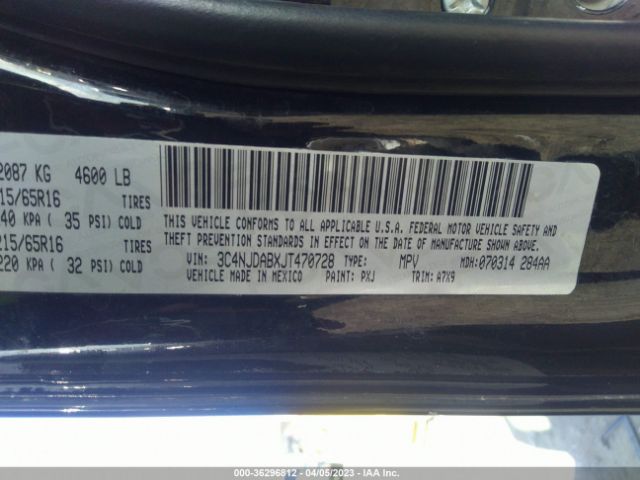 2087 KG 4600 LB
15/65R16 TIRES
40 KPA ( 35 PSI) COLD
215/65R16 TIRES
220 KPA ( 32 PSI) COLD
THIS VEHICLE CONFORMS TO ALL APPLICABLE U.S.A. FEDERAL MOTOR VEHICLE SAFETY AND
THEFT PREVENTION STANDARDS IN EFFECT ON THE DATE OF MANUFACTURE SHOWN ABOVE.
VIN: 3C4NJDABXJT470728 TYPE: MPV MDH: 070314 284AA
VEHICLE MADE IN MEXICO PAINT: PXJ TRIM: A7X9
000-36296812 - 04/05/2023 - IAA Inc.